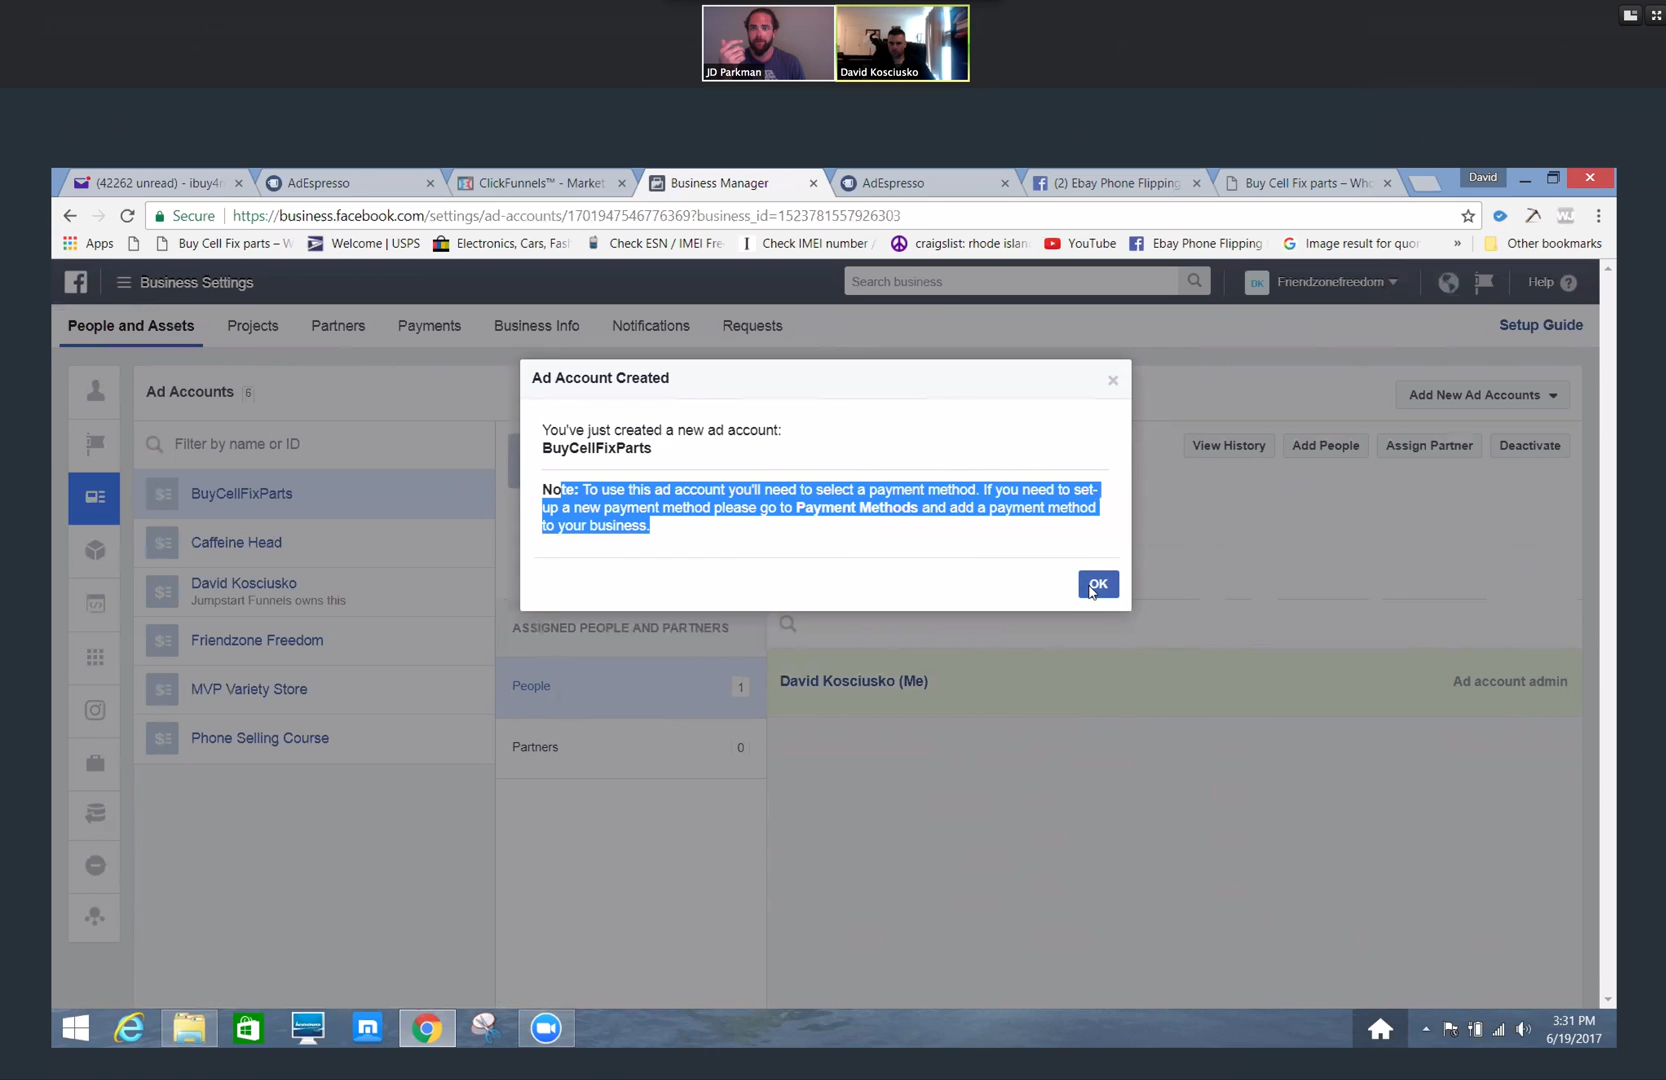 JD Parkman
David Kosciusko
(42262 unread) - ibuy4r
AdEspresso
ClickFunnels™ - Market
Business Manager
AdEspresso
(2) Ebay Phone Flipping
Buy Cell Fix parts – Who
David
Secure
https://business.facebook.com/settings/ad-accounts/1701947546776369?business_id=1523781557926303
Apps
Buy Cell Fix parts – W
Welcome | USPS
Electronics, Cars, Fas
Check ESN / IMEI Fre
Check IMEI number /
craigslist: rhode islan
YouTube
Ebay Phone Flipping
Image result for quor
»
Other bookmarks
Business Settings
Search business
DK
Friendzonefreedom
Help
People and Assets
Projects
Partners
Payments
Business Info
Notifications
Requests
Setup Guide
Ad Accounts 6
Add New Ad Accounts
Filter by name or ID
View History
Add People
Assign Partner
Deactivate
BuyCellFixParts
Caffeine Head
David Kosciusko
Jumpstart Funnels owns this
Friendzone Freedom
MVP Variety Store
Phone Selling Course
Ad Account Created
You've just created a new ad account:
BuyCellFixParts
Note: To use this ad account you'll need to select a payment method. If you need to set-
up a new payment method please go to Payment Methods and add a payment method
to your business.
OK
ASSIGNED PEOPLE AND PARTNERS
People 1
Partners 0
David Kosciusko (Me)
Ad account admin
3:31 PM
6/19/2017